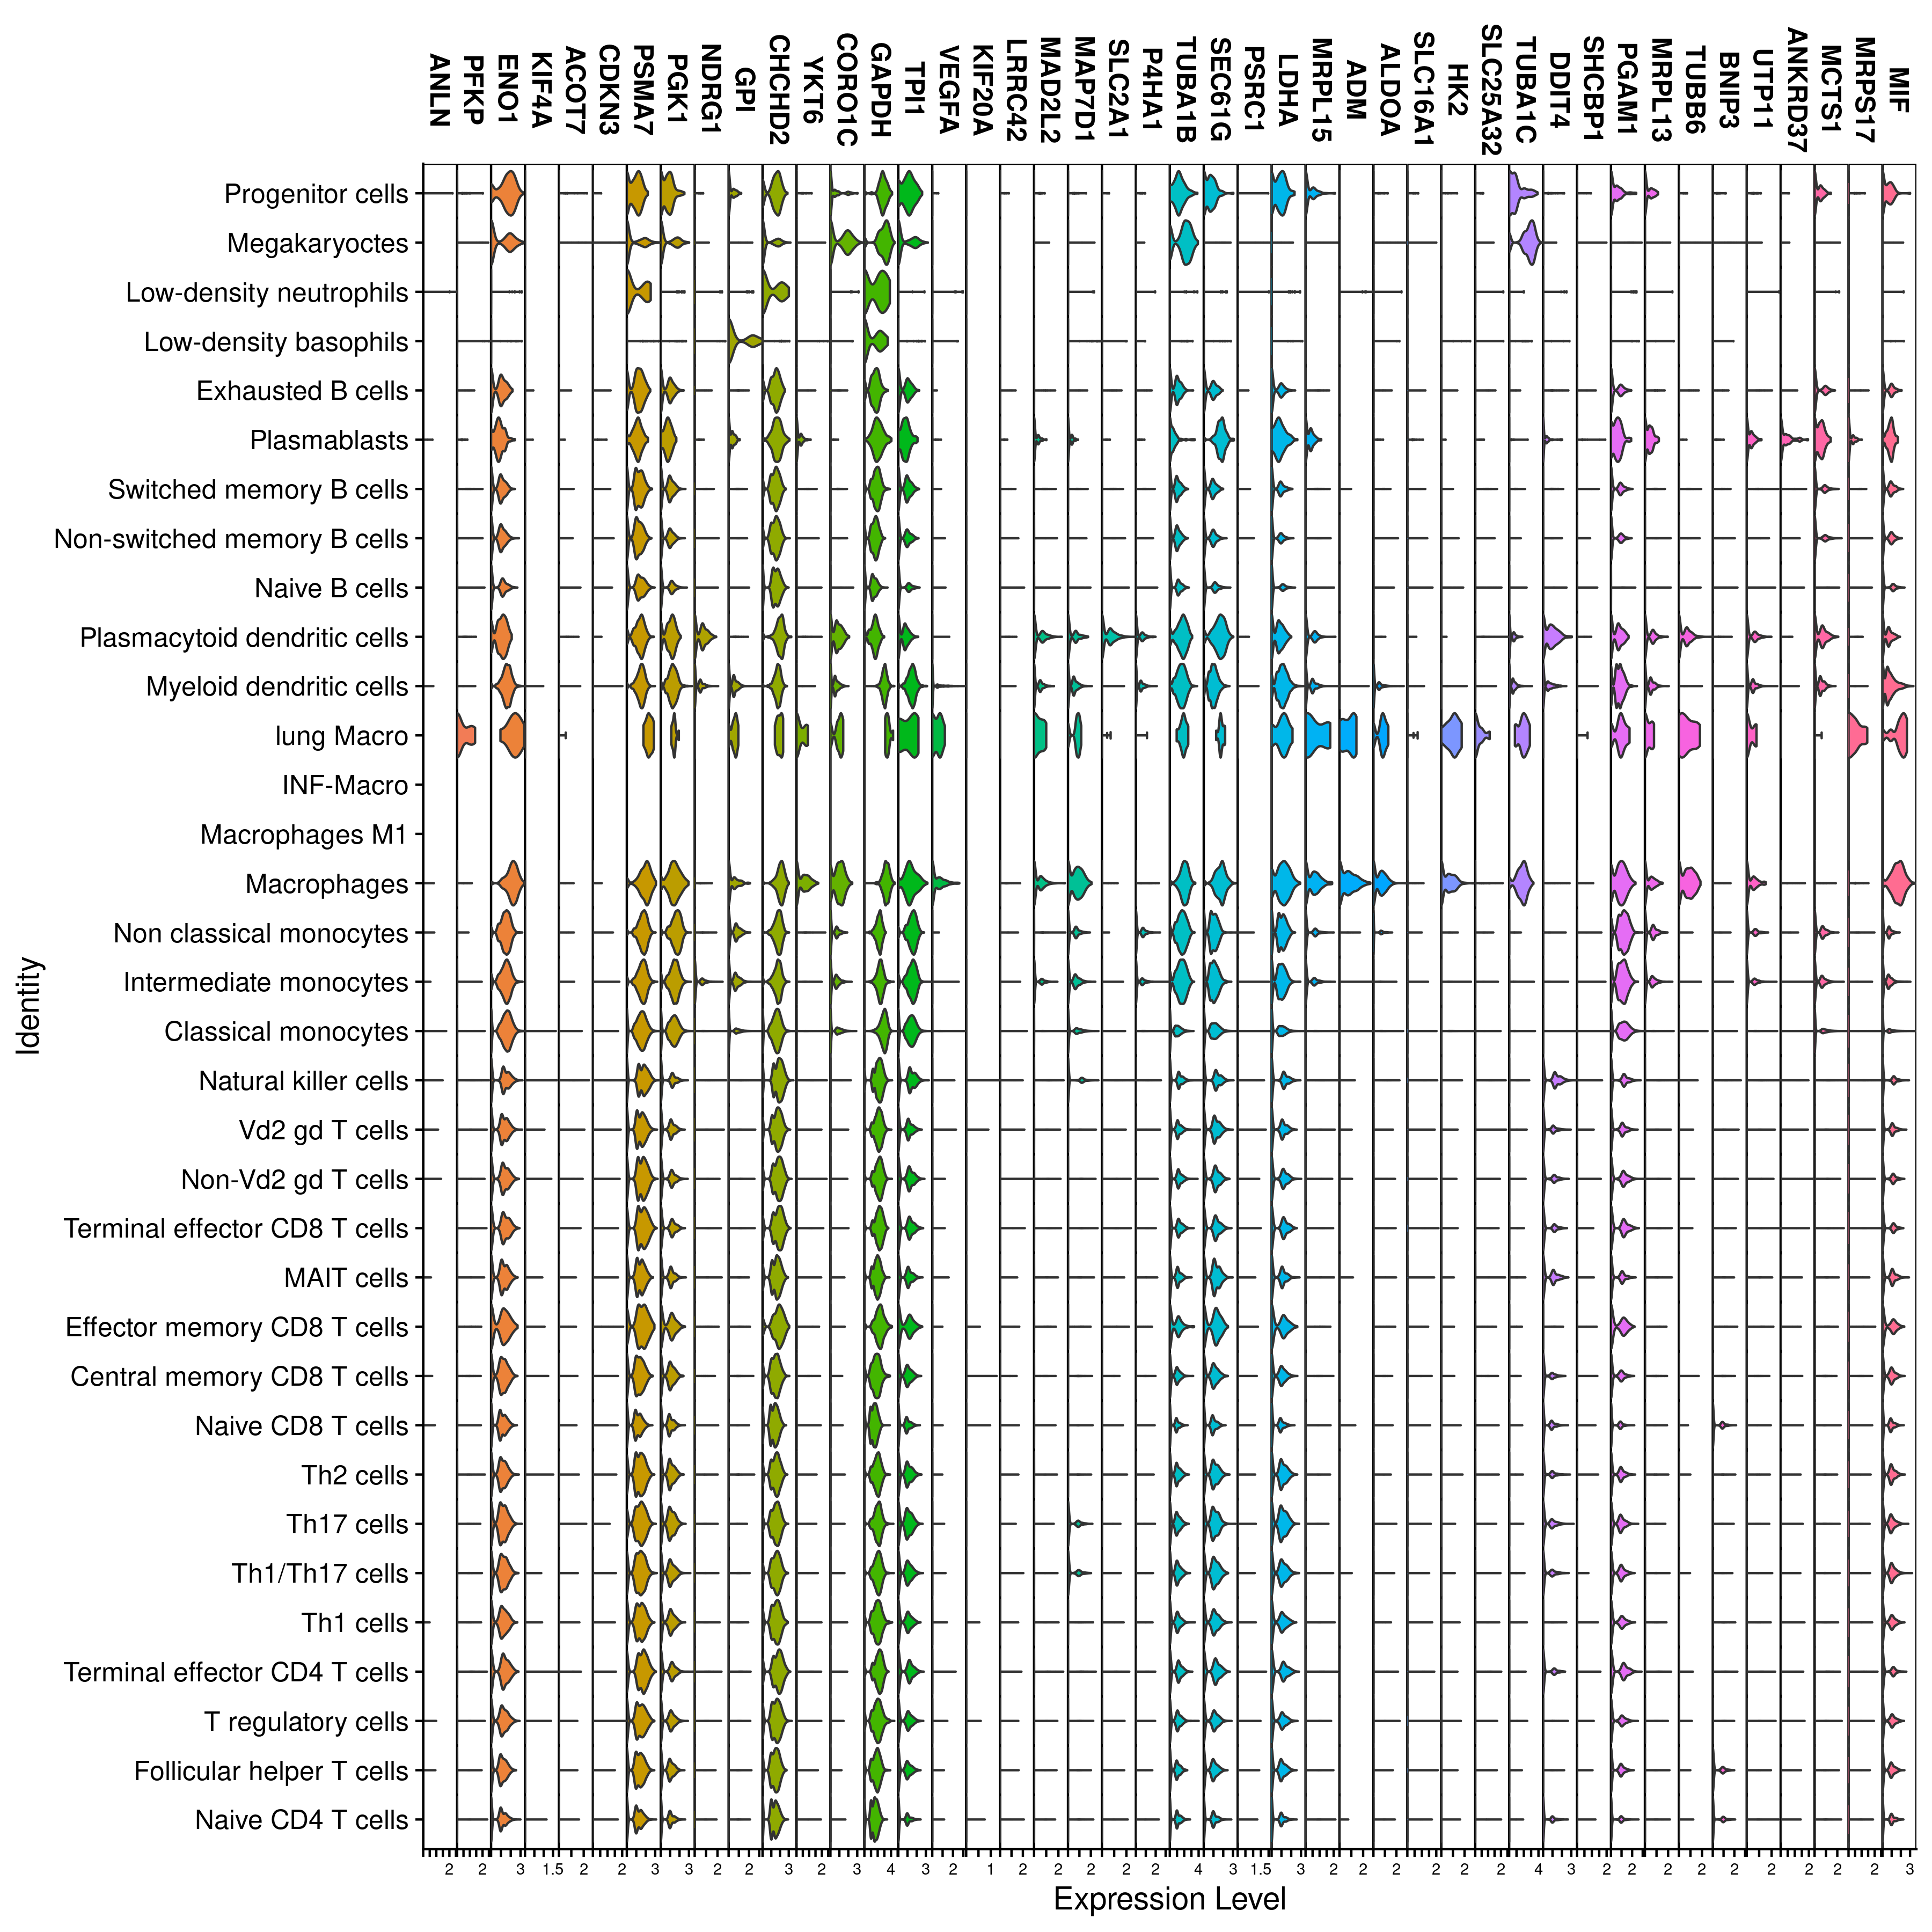 ANLN PFKP ENO1 KIF4A ACOT7 CDKN3 PSMA7 PGK1 NDRG1 GPI CHCHD2 YKT6 CORO1C GAPDH TPI1 VEGFA KIF20A LRRC42 MAD2L2 MAP7D1 SLC2A1 P4HA1 TUBA1B SEC61G PSRC1 LDHA MRPL15 ADM ALDOA SLC16A1 HK2 SLC25A32 TUBA1C DDIT4 SHCBP1 PGAM1 MRPL13 TUBB6 BNIP3 UTP11 ANKRD37 MCTS1 MRPS17 MIF
Progenitor cells
Megakaryoctes
Low-density neutrophils
Low-density basophils
Exhausted B cells
Plasmablasts
Switched memory B cells
Non-switched memory B cells
Naive B cells
Plasmacytoid dendritic cells
Myeloid dendritic cells
lung Macro
INF-Macro
Macrophages M1
Macrophages
Non classical monocytes
Intermediate monocytes
Classical monocytes
Natural killer cells
Vd2 gd T cells
Non-Vd2 gd T cells
Terminal effector CD8 T cells
MAIT cells
Effector memory CD8 T cells
Central memory CD8 T cells
Naive CD8 T cells
Th2 cells
Th17 cells
Th1/Th17 cells
Th1 cells
Terminal effector CD4 T cells
T regulatory cells
Follicular helper T cells
Naive CD4 T cells
Identity
2 2 3 1.5 2 2 3 3 2 2 3 2 3 4 3 2 1 2 2 2 2 2 4 3 1.5 3 2 2 2 2 2 2 4 3 2 2 2 2 2 2 2 2 2 3
Expression Level